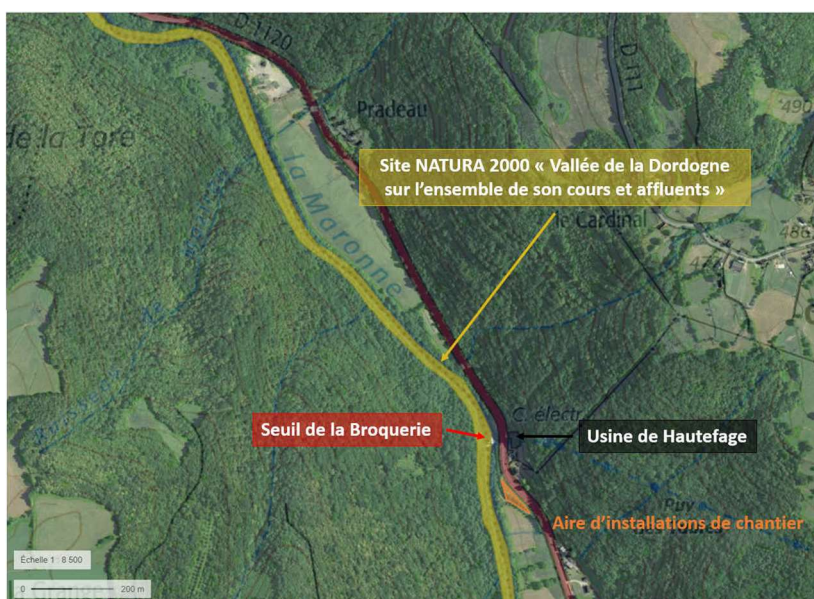 D 1120
Pradeau
D 111
490
de la Tore
la Maronne
Site NATURA 2000 « Vallée de la Dordogne
sur l’ensemble de son cours et affluents »
le Cardinal
486
Ruisseau
C. électr.
Seuil de la Broquerie
Usine de Hautefage
Puy
Aire d’installations de chantier
Échelle 1 : 8 500
Grange
0
200 m